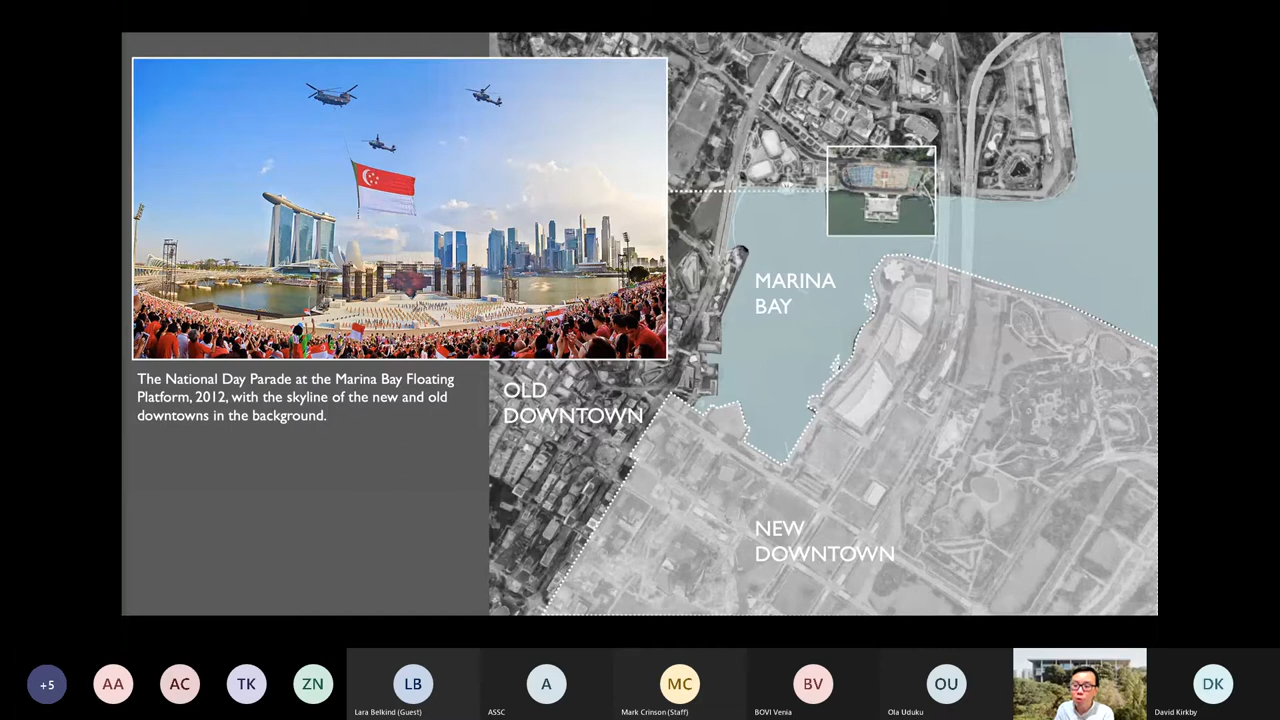 The National Day Parade at the Marina Bay Floating
Platform, 2012, with the skyline of the new and old
downtowns in the background.
MARINA
BAY
OLD
DOWNTOWN
NEW
DOWNTOWN
+5
AA
AC
TK
ZN
LB
Lara Belkind (Guest)
A
ASSC
MC
Mark Crinson (Staff)
BV
BOVI Venia
OU
Ola Uduku
DK
David Kirkby